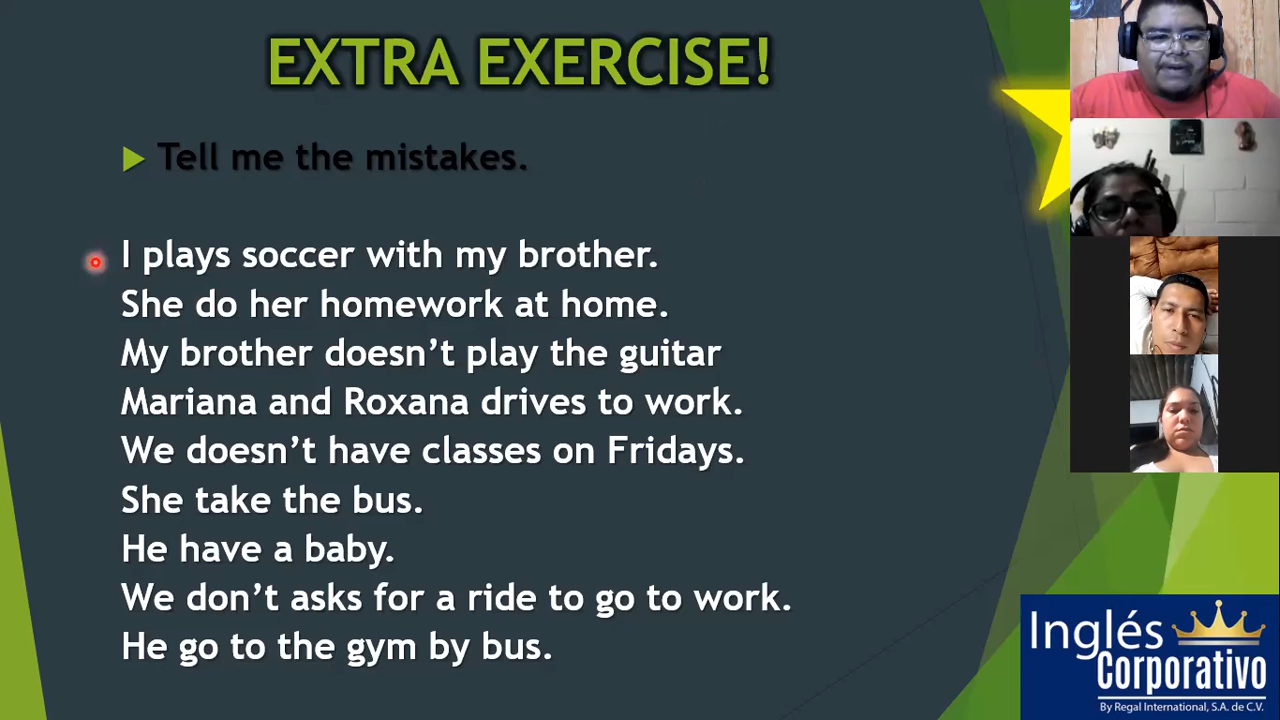 EXTRA EXERCISE!
Tell me the mistakes.
I plays soccer with my brother.
She do her homework at home.
My brother doesn’t play the guitar
Mariana and Roxana drives to work.
We doesn’t have classes on Fridays.
She take the bus.
He have a baby.
We don’t asks for a ride to go to work.
He go to the gym by bus.
Inglés
Corporativo
By Regal International, S.A. de C.V.